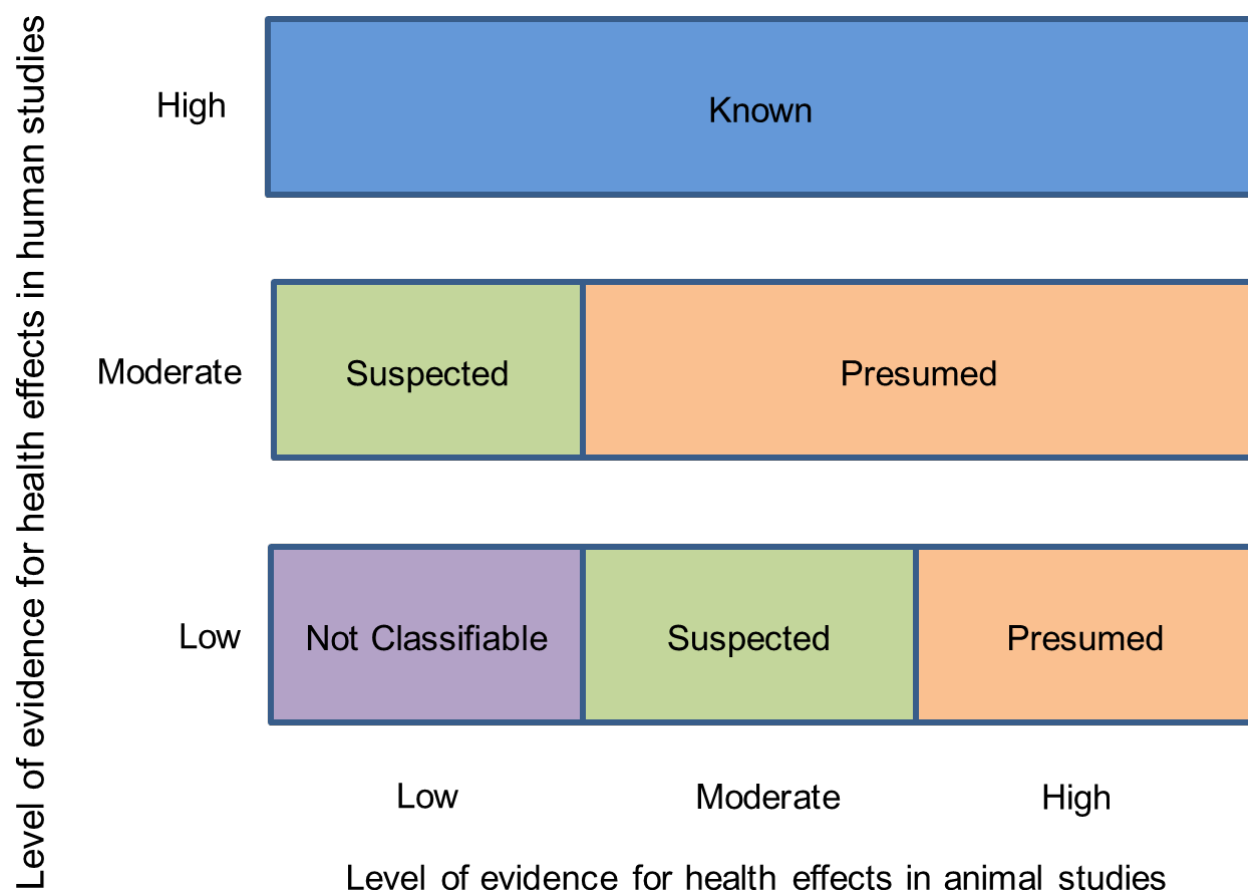 Level of evidence for health effects in human studies
High
Known
Moderate
Suspected
Presumed
Low
Not Classifiable
Suspected
Presumed
Low
Moderate
High
Level of evidence for health effects in animal studies